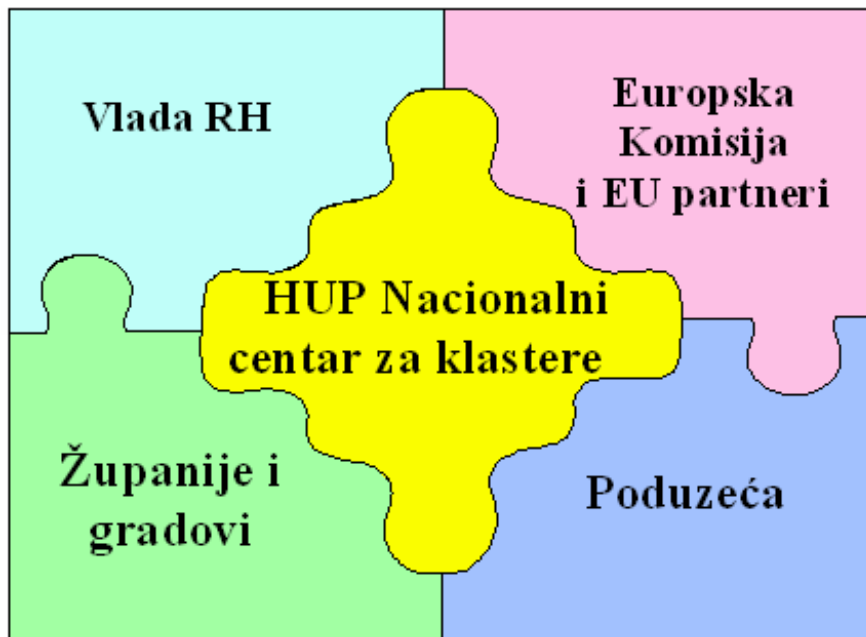 Vlada RH
Europska
Komisija
i EU partneri
HUP Nacionalni
centar za klastere
Županije i
gradovi
Poduzeća